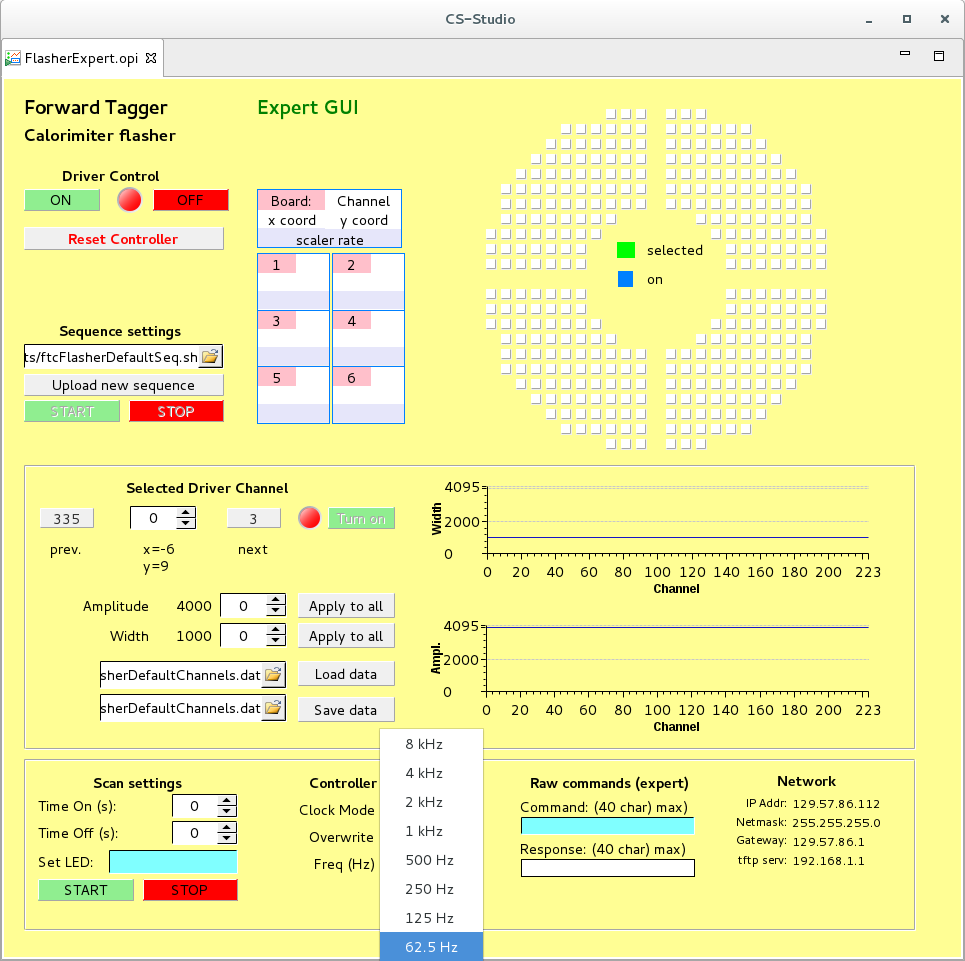 CS-Studio
FlasherExpert.opi
Forward Tagger
Expert GUI
Calorimiter flasher
Driver Control
ON
OFF
Reset Controller
Board: Channel
x coord y coord
scaler rate
1 2
3 4
5 6
selected
on
Sequence settings
ts/ftcFlasherDefaultSeq.sh
Upload new sequence
START STOP
Selected Driver Channel
335 0 3 Turn on
prev. x=-6 next
y=9
Amplitude 4000 0 Apply to all
Width 1000 0 Apply to all
sherDefaultChannels.dat Load data
sherDefaultChannels.dat Save data
4095
Width
2000
0
0 20 40 60 80 100 120 140 160 180 200 223
Channel
4095
Ampl.
2000
0
0 20 40 60 80 100 120 140 160 180 200 223
Channel
Scan settings
Time On (s): 0
Time Off (s): 0
Set LED:
START STOP
Controller
Clock Mode
Overwrite
Freq (Hz)
8 kHz
4 kHz
2 kHz
1 kHz
500 Hz
250 Hz
125 Hz
62.5 Hz
Raw commands (expert)
Command: (40 char) max)
Response: (40 char) max)
Network
IP Addr: 129.57.86.112
Netmask: 255.255.255.0
Gateway: 129.57.86.1
tftp serv: 192.168.1.1